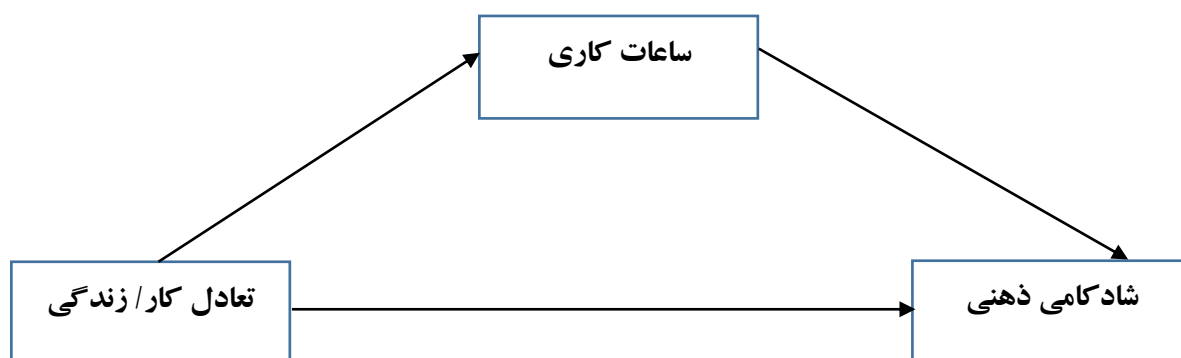 ساعات کاری
تعادل کار/ زندگی
شادکامی ذهنی